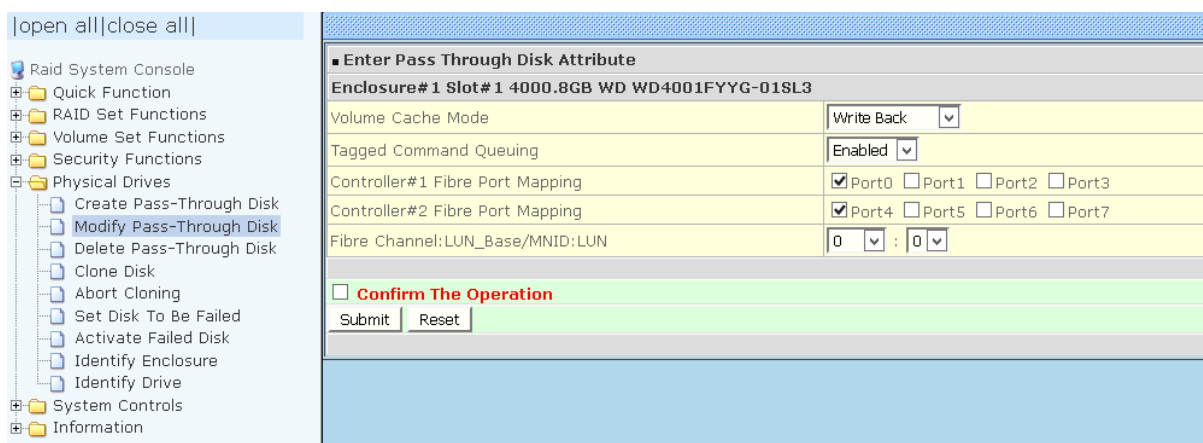 |open all|close all|
Raid System Console
Quick Function
RAID Set Functions
Volume Set Functions
Security Functions
Physical Drives
Create Pass-Through Disk
Modify Pass-Through Disk
Delete Pass-Through Disk
Clone Disk
Abort Cloning
Set Disk To Be Failed
Activate Failed Disk
Identify Enclosure
Identify Drive
System Controls
Information
Enter Pass Through Disk Attribute
Enclosure#1 Slot#1 4000.8GB WD WD4001FYYG-01SL3
Volume Cache Mode Write Back
Tagged Command Queuing Enabled
Controller#1 Fibre Port Mapping Port0 Port1 Port2 Port3
Controller#2 Fibre Port Mapping Port4 Port5 Port6 Port7
Fibre Channel:LUN_Base/MNID:LUN 0 : 0
Confirm The Operation
Submit Reset